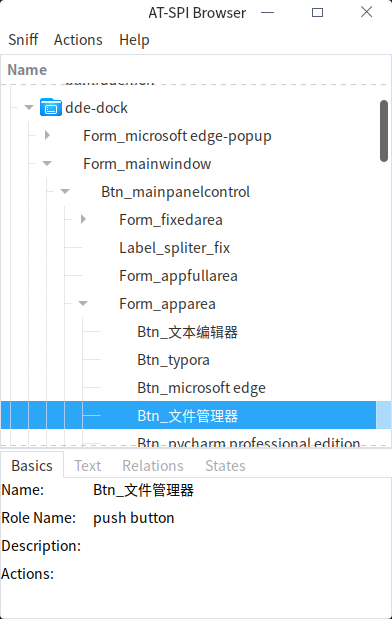 AT-SPI Browser
Sniff Actions Help
Name
dde-dock
Form_microsoft edge-popup
Form_mainwindow
Btn_mainpanelcontrol
Form_fixedarea
Label_spliter_fix
Form_appfullarea
Form_apparea
Btn_文本编辑器
Btn_typora
Btn_microsoft edge
Btn_文件管理器
Btn_pycharm professional edition
Basics Text Relations States
Name: Btn_文件管理器
Role Name: push button
Description:
Actions: